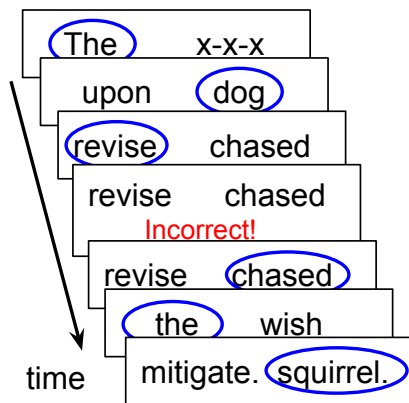 The x-x-x
upon dog
revise chased
revise chased
Incorrect!
revise chased
the wish
mitigate. squirrel.
time